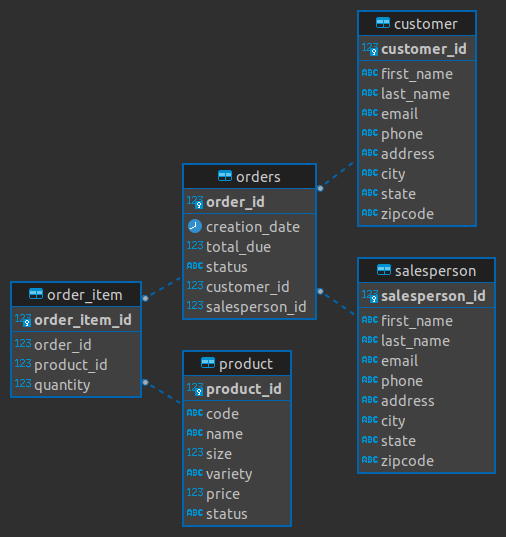 customer
123 customer_id
ABC first_name
ABC last_name
ABC email
ABC phone
ABC address
ABC city
ABC state
ABC zipcode
orders
123 order_id
creation_date
123 total_due
ABC status
123 customer_id
123 salesperson_id
salesperson
123 salesperson_id
ABC first_name
ABC last_name
ABC email
ABC phone
ABC address
ABC city
ABC state
ABC zipcode
order_item
123 order_item_id
123 order_id
123 product_id
123 quantity
product
123 product_id
ABC code
ABC name
123 size
ABC variety
123 price
ABC status